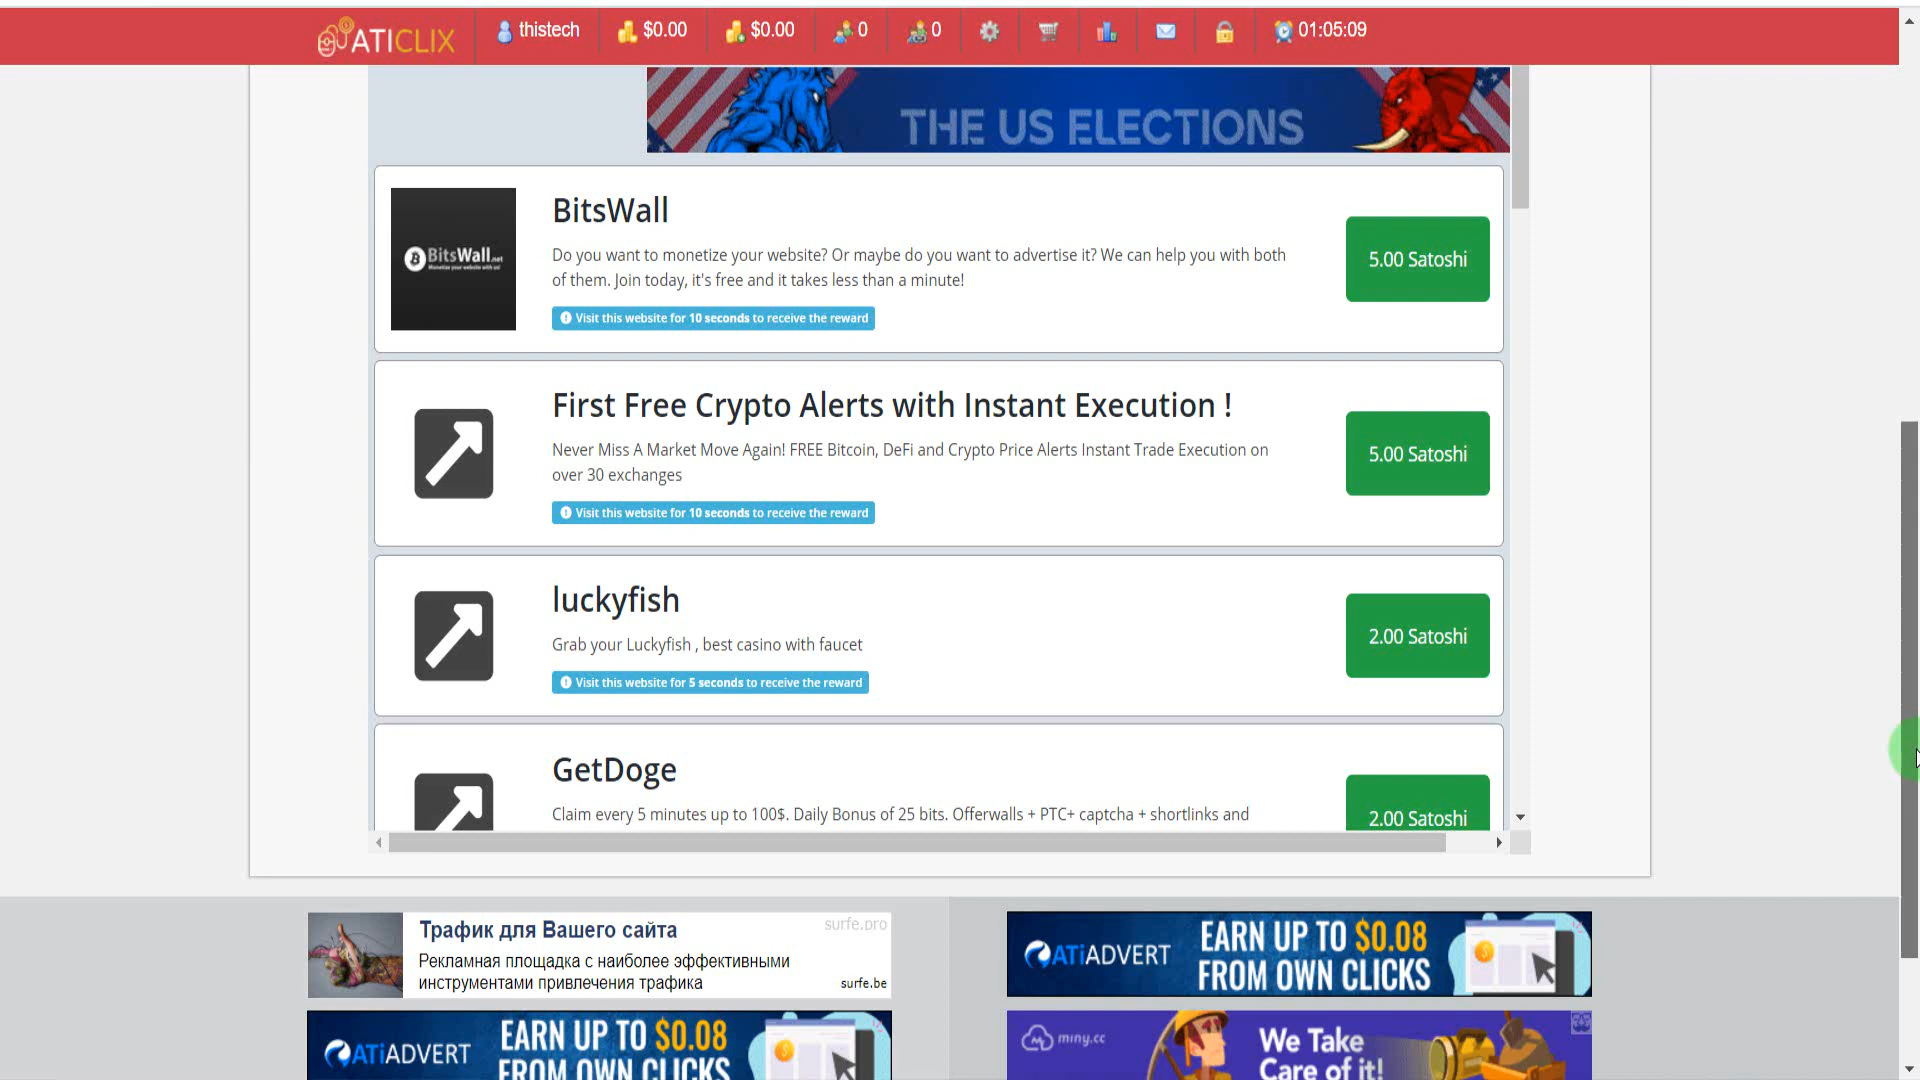 ATICLIX
thistech
$0.00
$0.00
0
0
01:05:09
THE US ELECTIONS
BitsWall.net
Monetize your website with us!
BitsWall
Do you want to monetize your website? Or maybe do you want to advertise it? We can help you with both
of them. Join today, it's free and it takes less than a minute!
Visit this website for 10 seconds to receive the reward
5.00 Satoshi
First Free Crypto Alerts with Instant Execution !
Never Miss A Market Move Again! FREE Bitcoin, DeFi and Crypto Price Alerts Instant Trade Execution on
over 30 exchanges
Visit this website for 10 seconds to receive the reward
5.00 Satoshi
luckyfish
Grab your Luckyfish , best casino with faucet
Visit this website for 5 seconds to receive the reward
2.00 Satoshi
GetDoge
Claim every 5 minutes up to 100$. Daily Bonus of 25 bits. Offerwalls + PTC+ captcha + shortlinks and
2.00 Satoshi
Трафик для Вашего сайта
surfe.pro
Рекламная площадка с наиболее эффективными
инструментами привлечения трафика
surfe.be
ATiADVERT
EARN UP TO $0.08
FROM OWN CLICKS
ATiADVERT
EARN UP TO $0.08
FROM OWN CLICKS
miny.cc
We Take
Care of it!